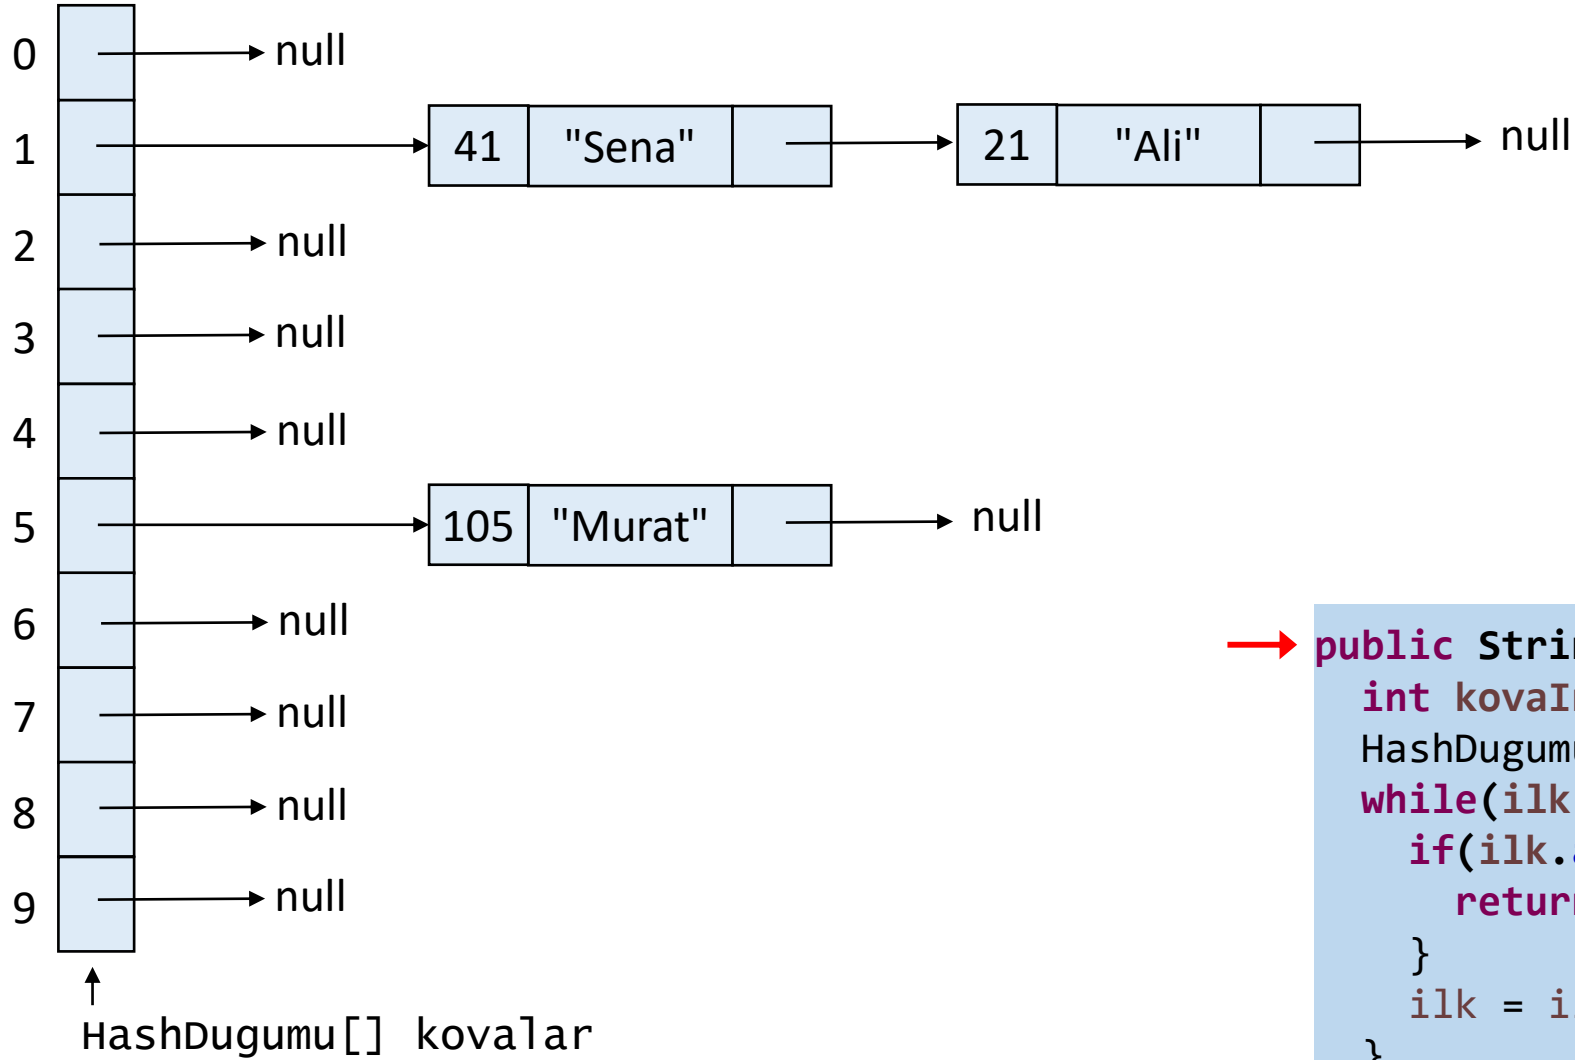 0 null
1 41 "Sena" 21 "Ali" null
2 null
3 null
4 null
5 105 "Murat" null
6 null
7 null
8 null
9 null
HashDugumu[] kovalar
public
int
while(ilk
if(ilk.
}
ilk =
}